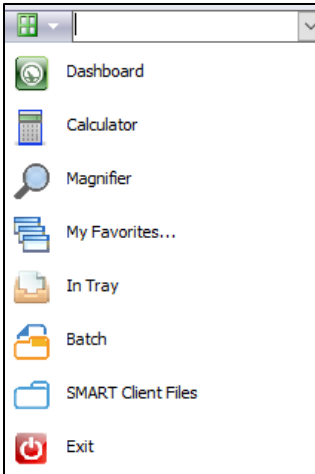 Dashboard
Calculator
Magnifier
My Favorites...
In Tray
Batch
SMART Client Files
Exit